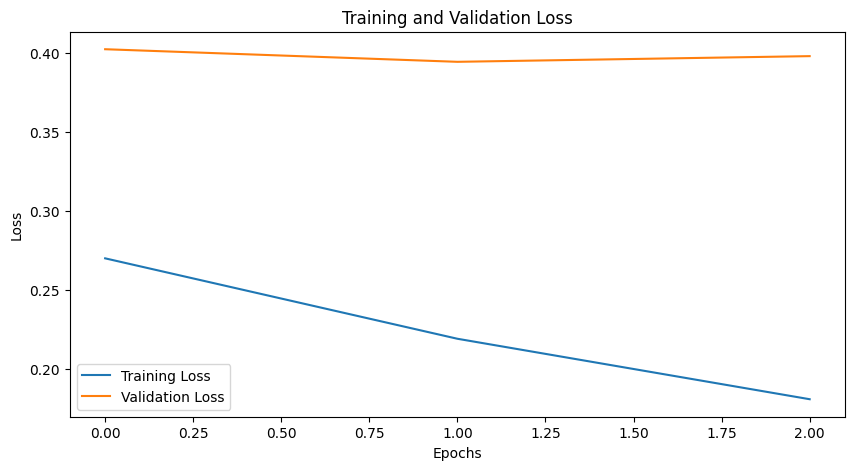 Training and Validation Loss
0.40
0.35
0.30
0.25
0.20
Loss
Training Loss
Validation Loss
0.00 0.25 0.50 0.75 1.00 1.25 1.50 1.75 2.00
Epochs